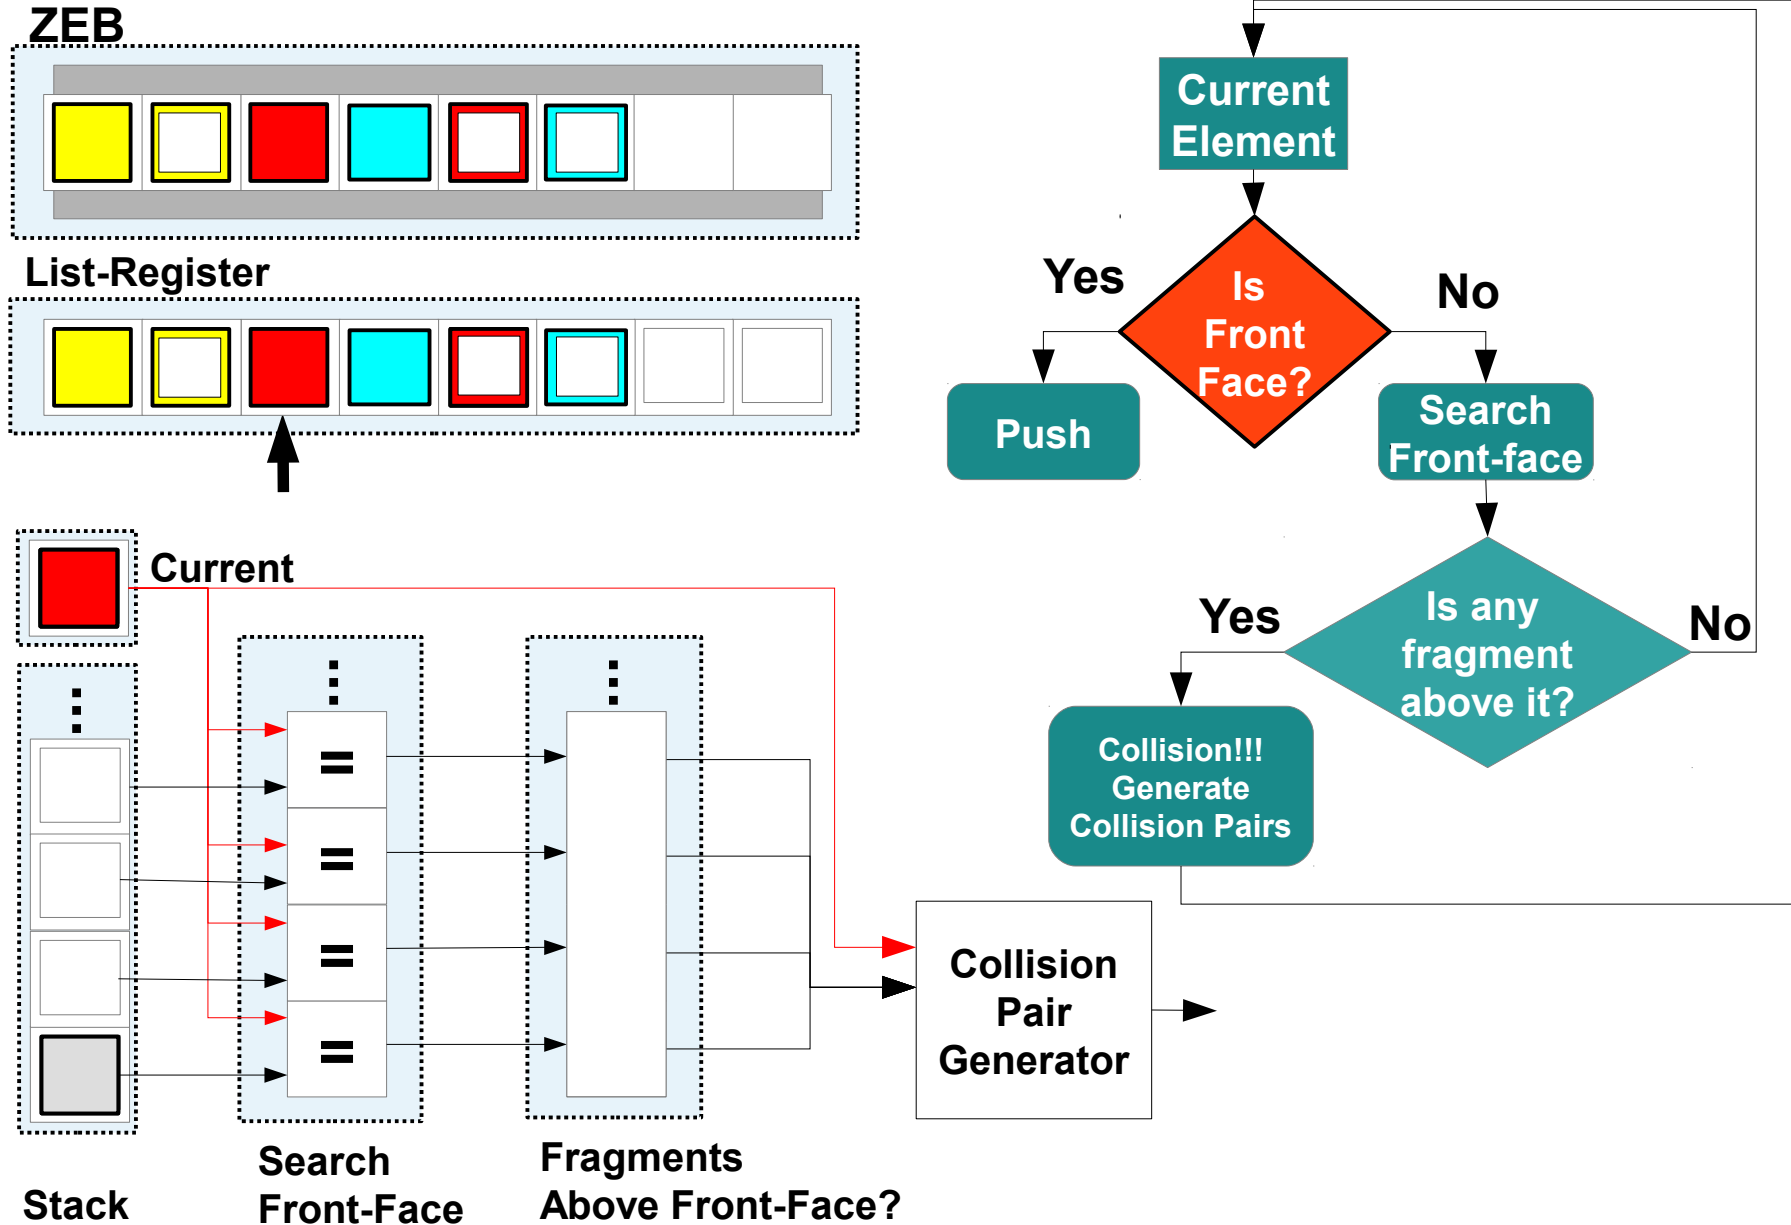 ZEB
List-Register
Current
Stack
Search
Front-Face
Fragments
Above Front-Face?
=
=
=
=
Collision
Pair
Generator
Current
Element
Is
Front
Face?
Yes
No
Push
Search
Front-face
Is any
fragment
above it?
Yes
No
Collision!!!
Generate
Collision Pairs